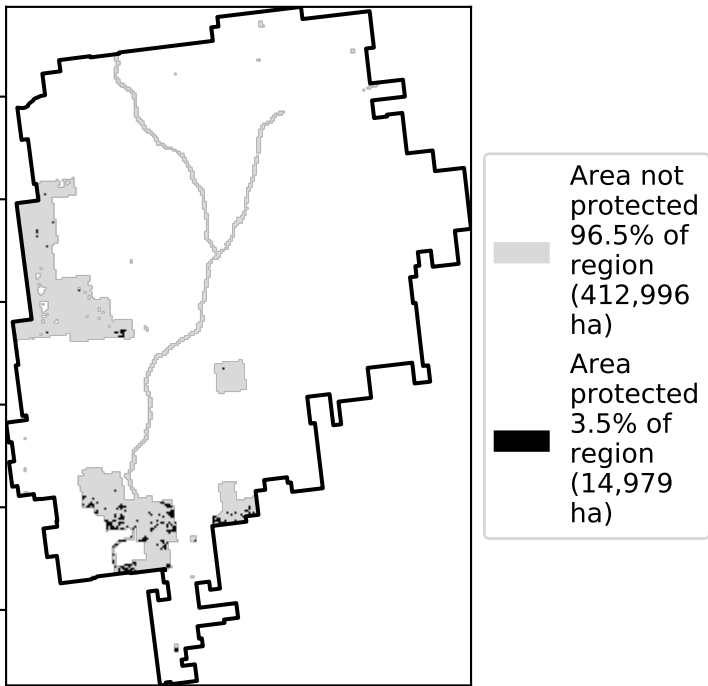 Area not
protected
96.5% of
region
(412,996
ha)
Area
protected
3.5% of
region
(14,979
ha)